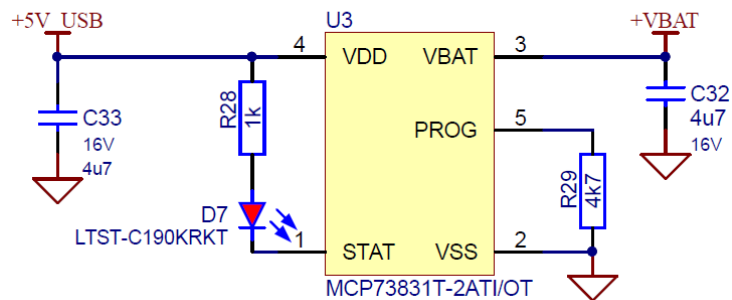 +5V_USB
U3
+VBAT
4
VDD
VBAT
3
C33
16V
4u7
R28
1k
PROG
5
C32
4u7
16V
R29
4k7
D7
LTST-C190KRKT
1
STAT
VSS
2
MCP73831T-2ATI/OT